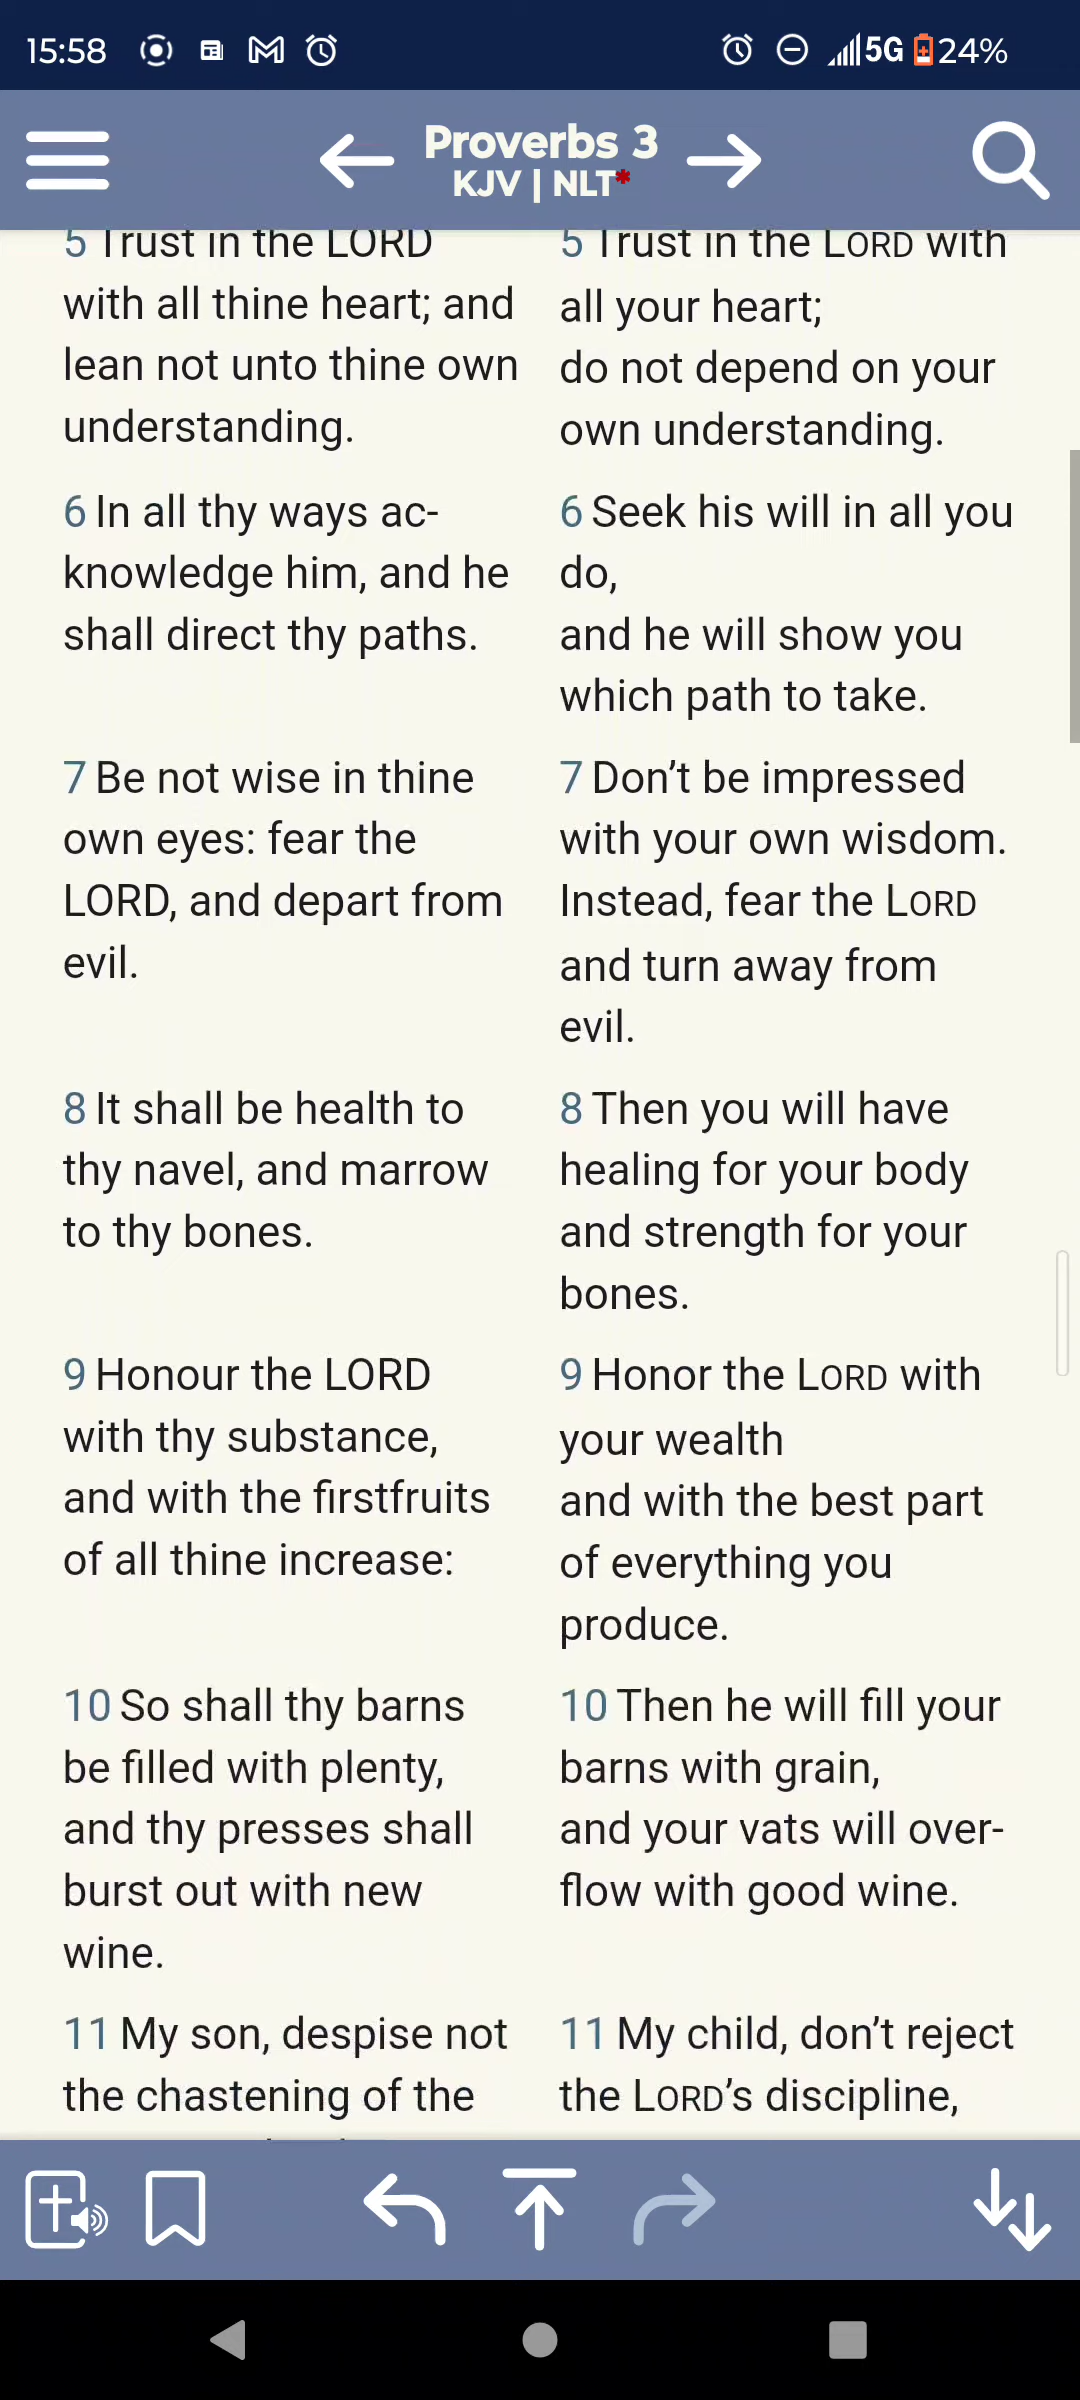 15:58
5G
24%
Proverbs 3
KJV | NLT*
5 Trust in the LORD
with all thine heart; and
lean not unto thine own
understanding.
6 In all thy ways ac-
knowledge him, and he
shall direct thy paths.
7 Be not wise in thine
own eyes: fear the
LORD, and depart from
evil.
8 It shall be health to
thy navel, and marrow
to thy bones.
9 Honour the LORD
with thy substance,
and with the firstfruits
of all thine increase:
10 So shall thy barns
be filled with plenty,
and thy presses shall
burst out with new
wine.
11 My son, despise not
the chastening of the
5 Trust in the LORD with
all your heart;
do not depend on your
own understanding.
6 Seek his will in all you
do,
and he will show you
which path to take.
7 Don’t be impressed
with your own wisdom.
Instead, fear the LORD
and turn away from
evil.
8 Then you will have
healing for your body
and strength for your
bones.
9 Honor the LORD with
your wealth
and with the best part
of everything you
produce.
10 Then he will fill your
barns with grain,
and your vats will over-
flow with good wine.
11 My child, don’t reject
the LORD’s discipline,